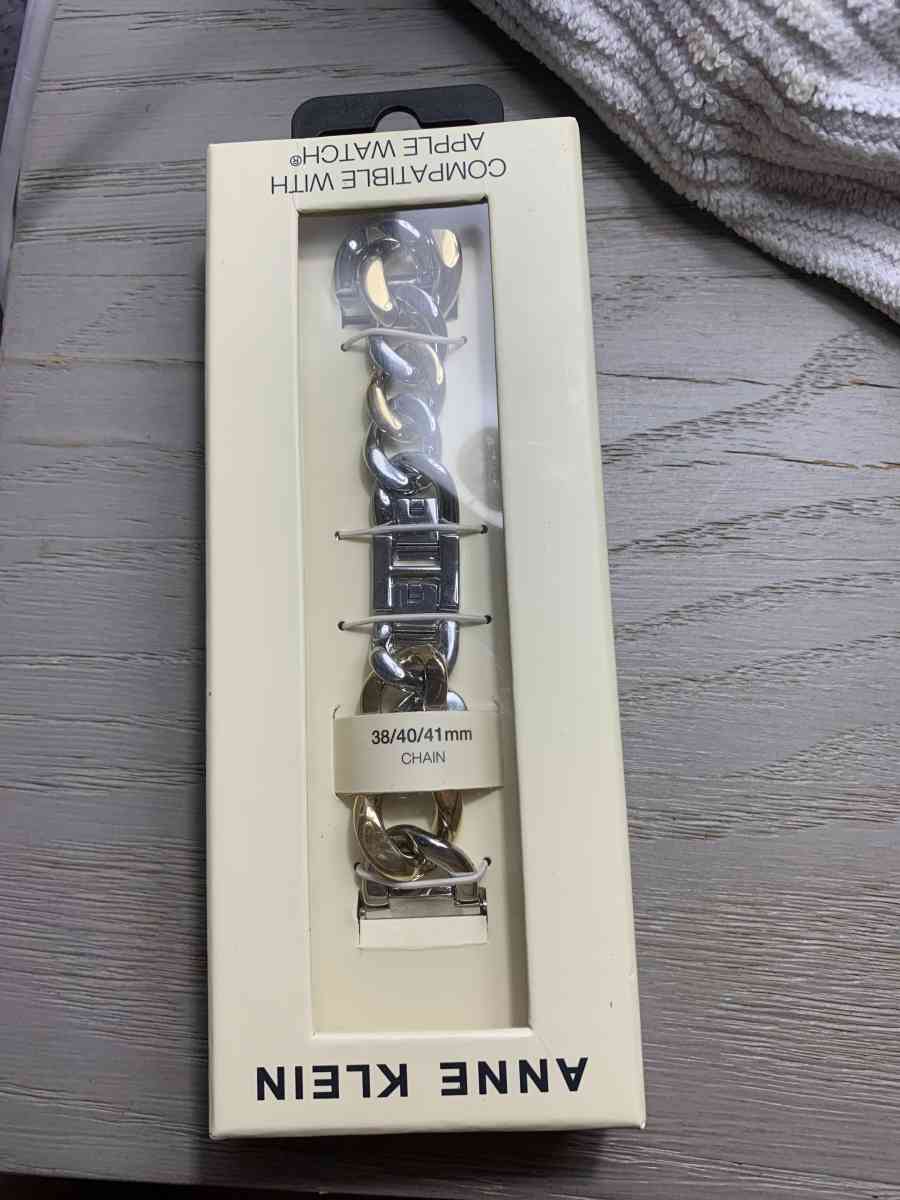 COMPATIBLE WITH
APPLE WATCH®
38/40/41mm
CHAIN
ANNE KLEIN